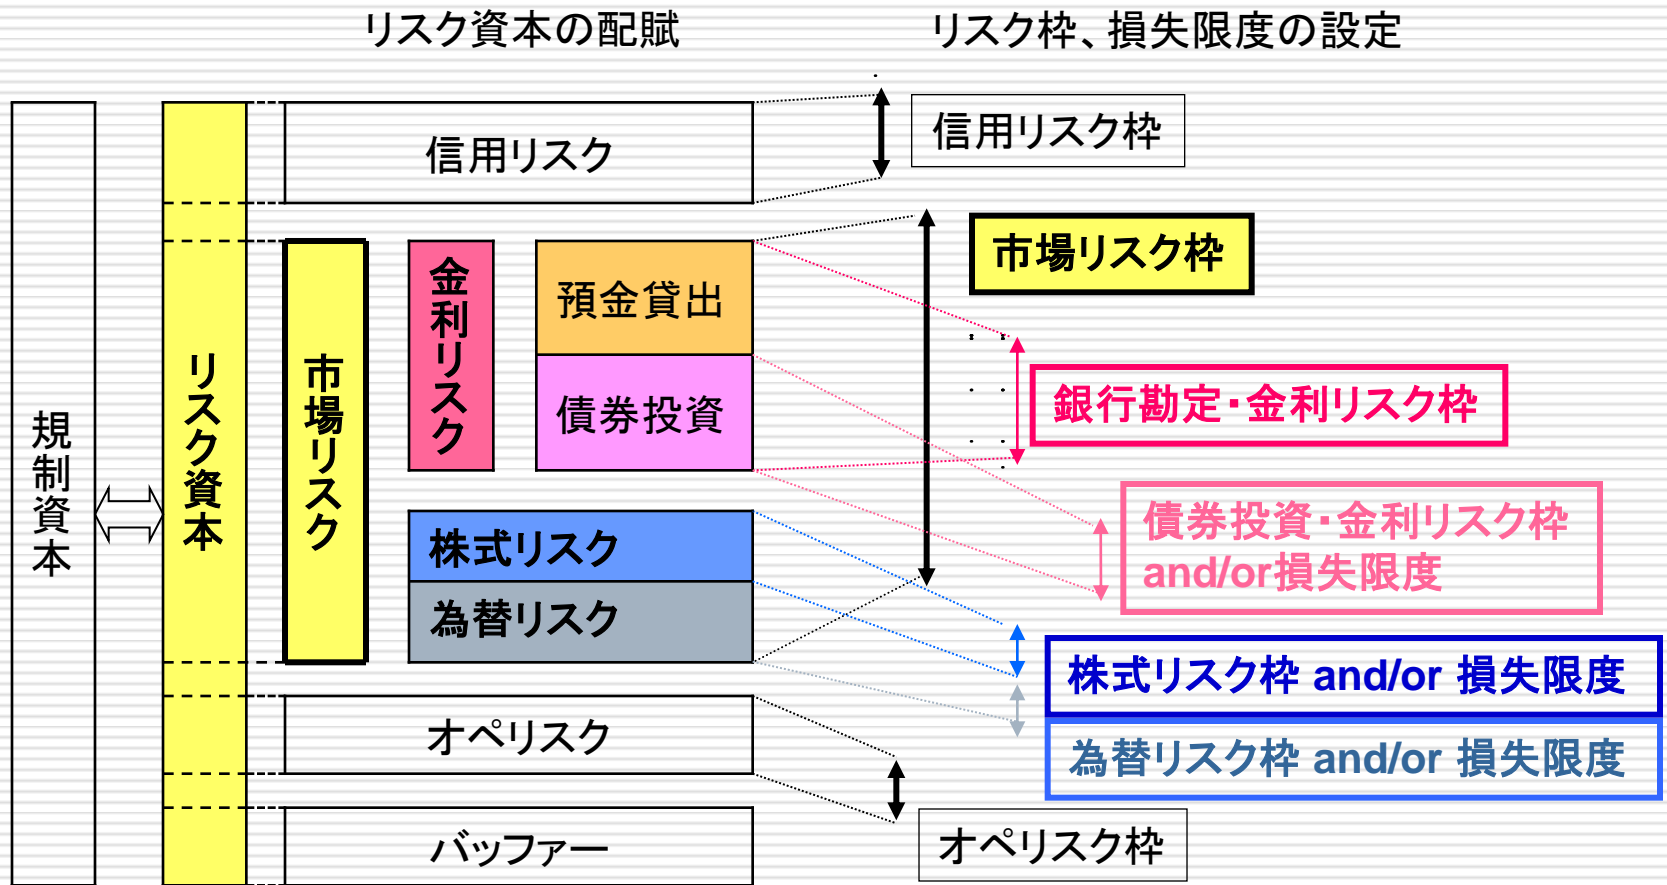 リスク資本の配賦
リスク枠、損失限度の設定
規制資本
リスク資本
信用リスク
信用リスク枠
市場リスク
金利リスク
預金貸出
債券投資
株式リスク
為替リスク
市場リスク枠
銀行勘定・金利リスク枠
債券投資・金利リスク枠
and/or損失限度
株式リスク枠 and/or 損失限度
為替リスク枠 and/or 損失限度
オペリスク
オペリスク枠
バッファー